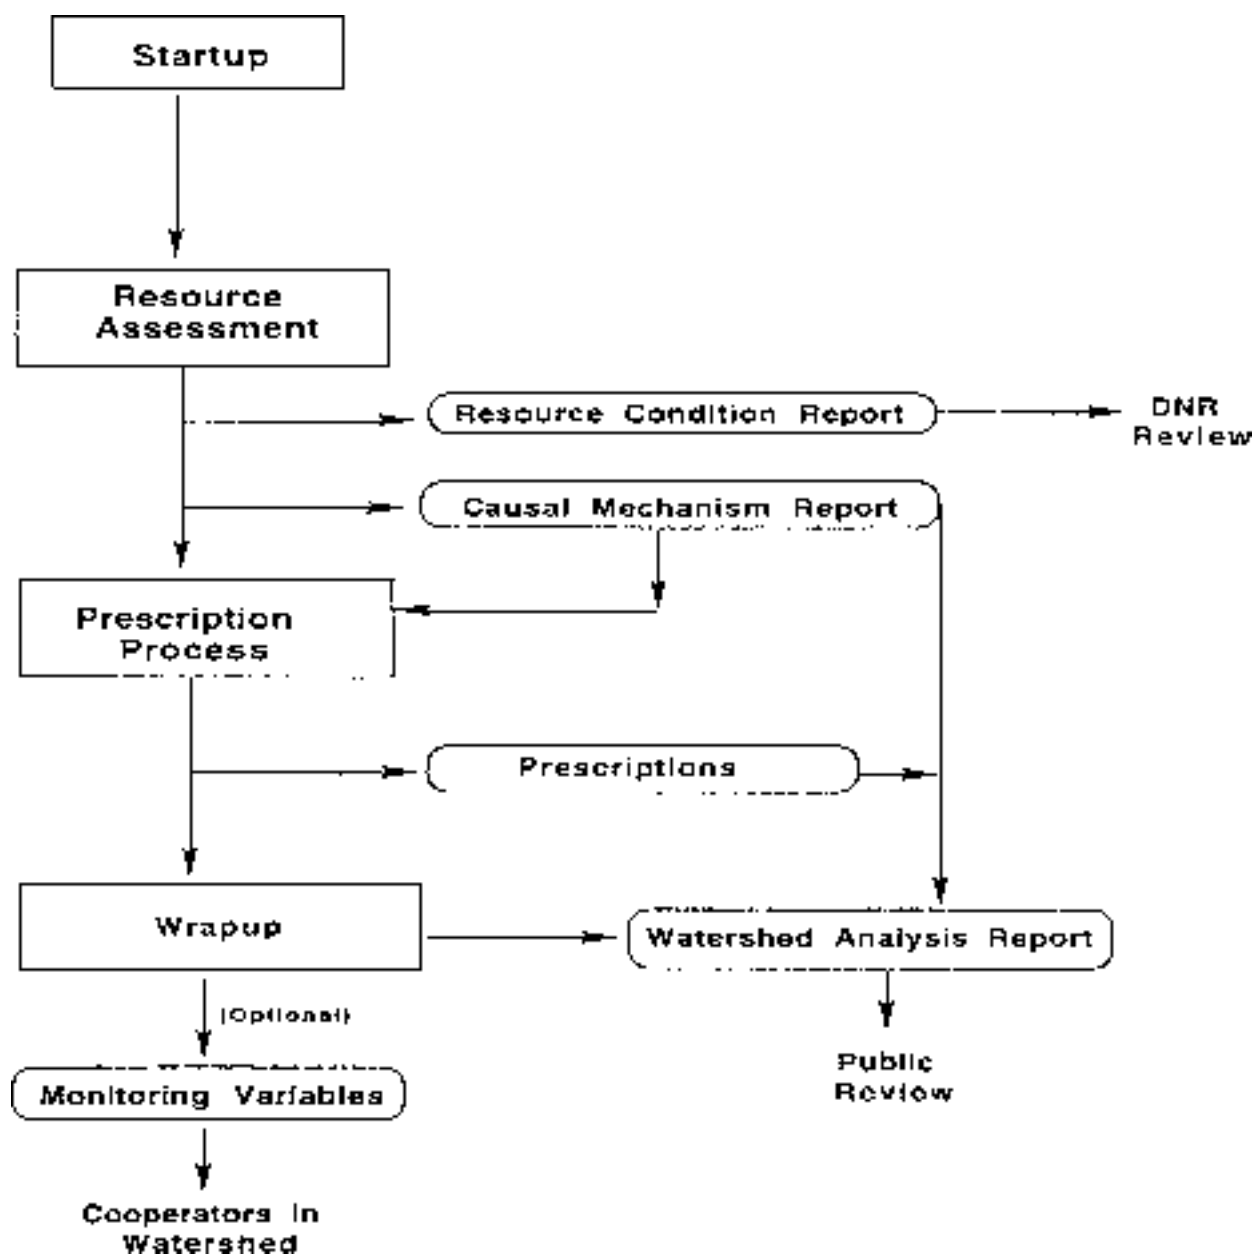 Startup
Resource
Assessment
Resource Condition Report
DNR
Review
Causal Mechanism Report
Prescription
Process
Prescriptions
Wrapup
Watershed Analysis Report
(Optional)
Public
Review
Monitoring Variables
Cooperators in
Watershed